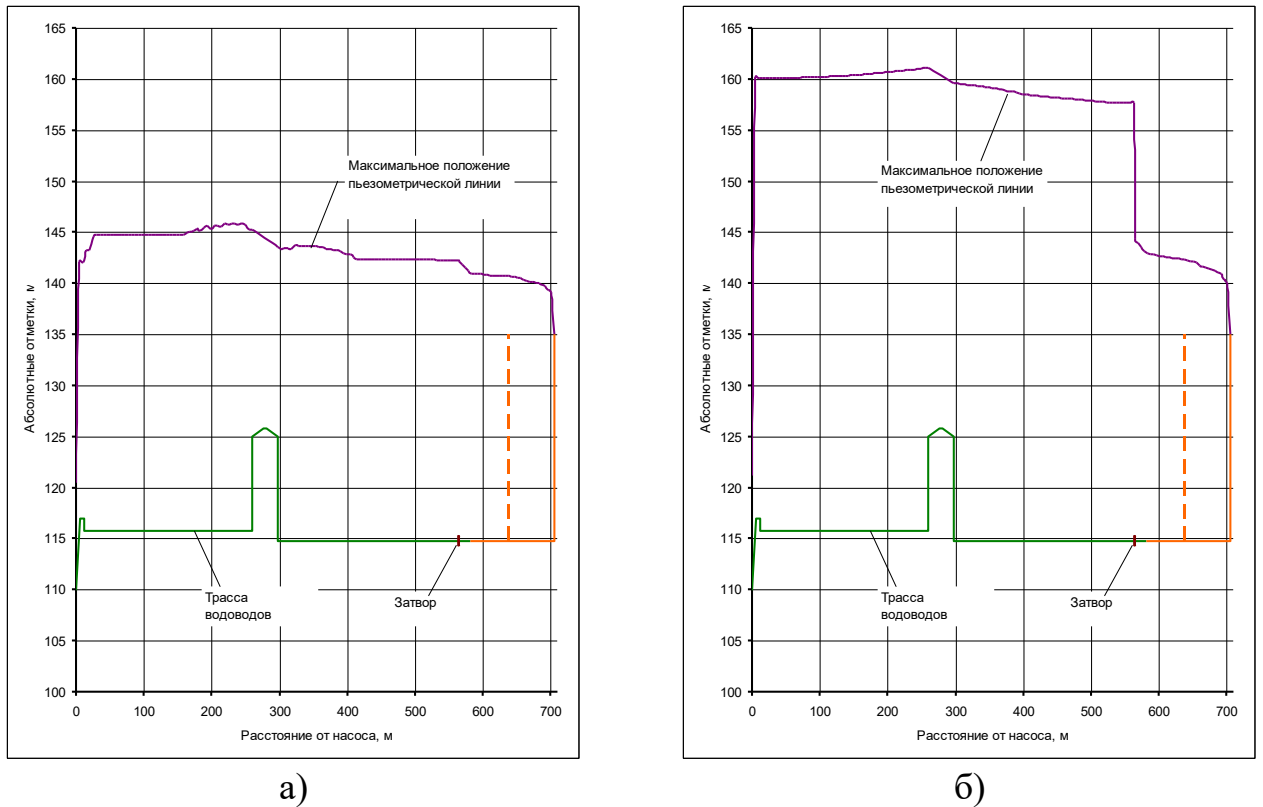 165
160
155
150
145
140
135
130
125
120
115
110
105
100
Абсолютные отметки, м
Максимальное положение
пьезометрической линии
Трасса
водоводов
Затвор
0 100 200 300 400 500 600 700
Расстояние от насоса, м
а)
165
160
155
150
145
140
135
130
125
120
115
110
105
100
Абсолютные отметки, м
Максимальное положение
пьезометрической линии
Трасса
водоводов
Затвор
0 100 200 300 400 500 600 700
Расстояние от насоса, м
б)